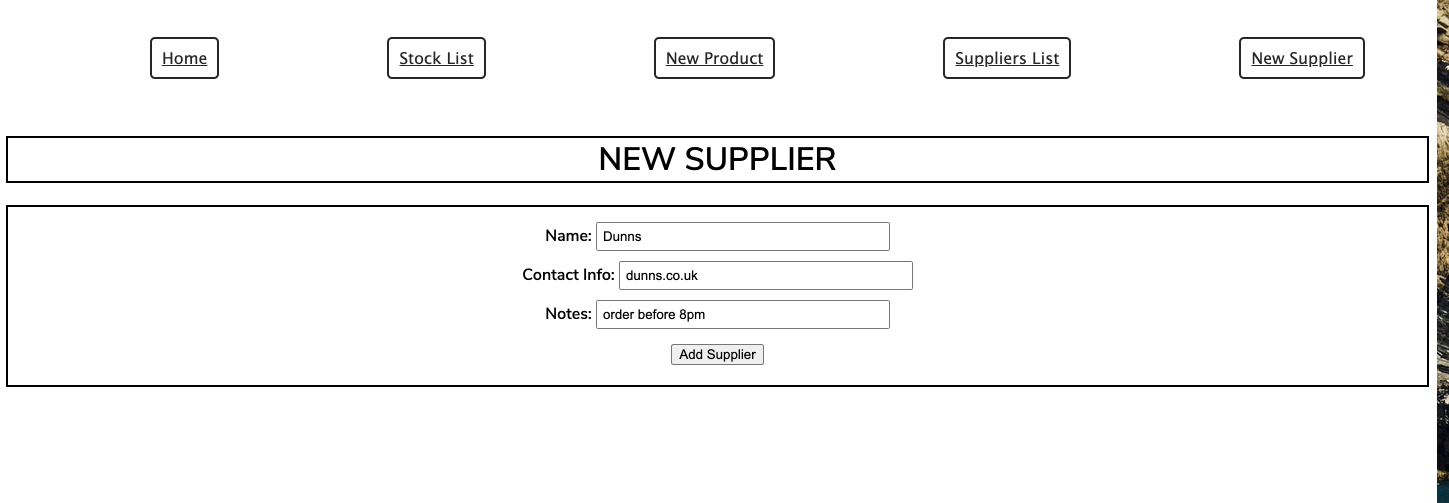 Home Stock List New Product Suppliers List New Supplier
NEW SUPPLIER
Name: Dunns
Contact Info: dunns.co.uk
Notes: order before 8pm
Add Supplier